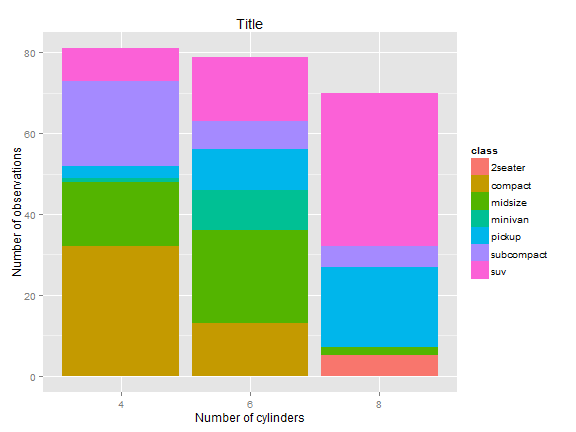 Title
80
60
40
20
0
4 6 8
Number of observations
Number of cylinders
class
2seater
compact
midsize
minivan
pickup
subcompact
suv